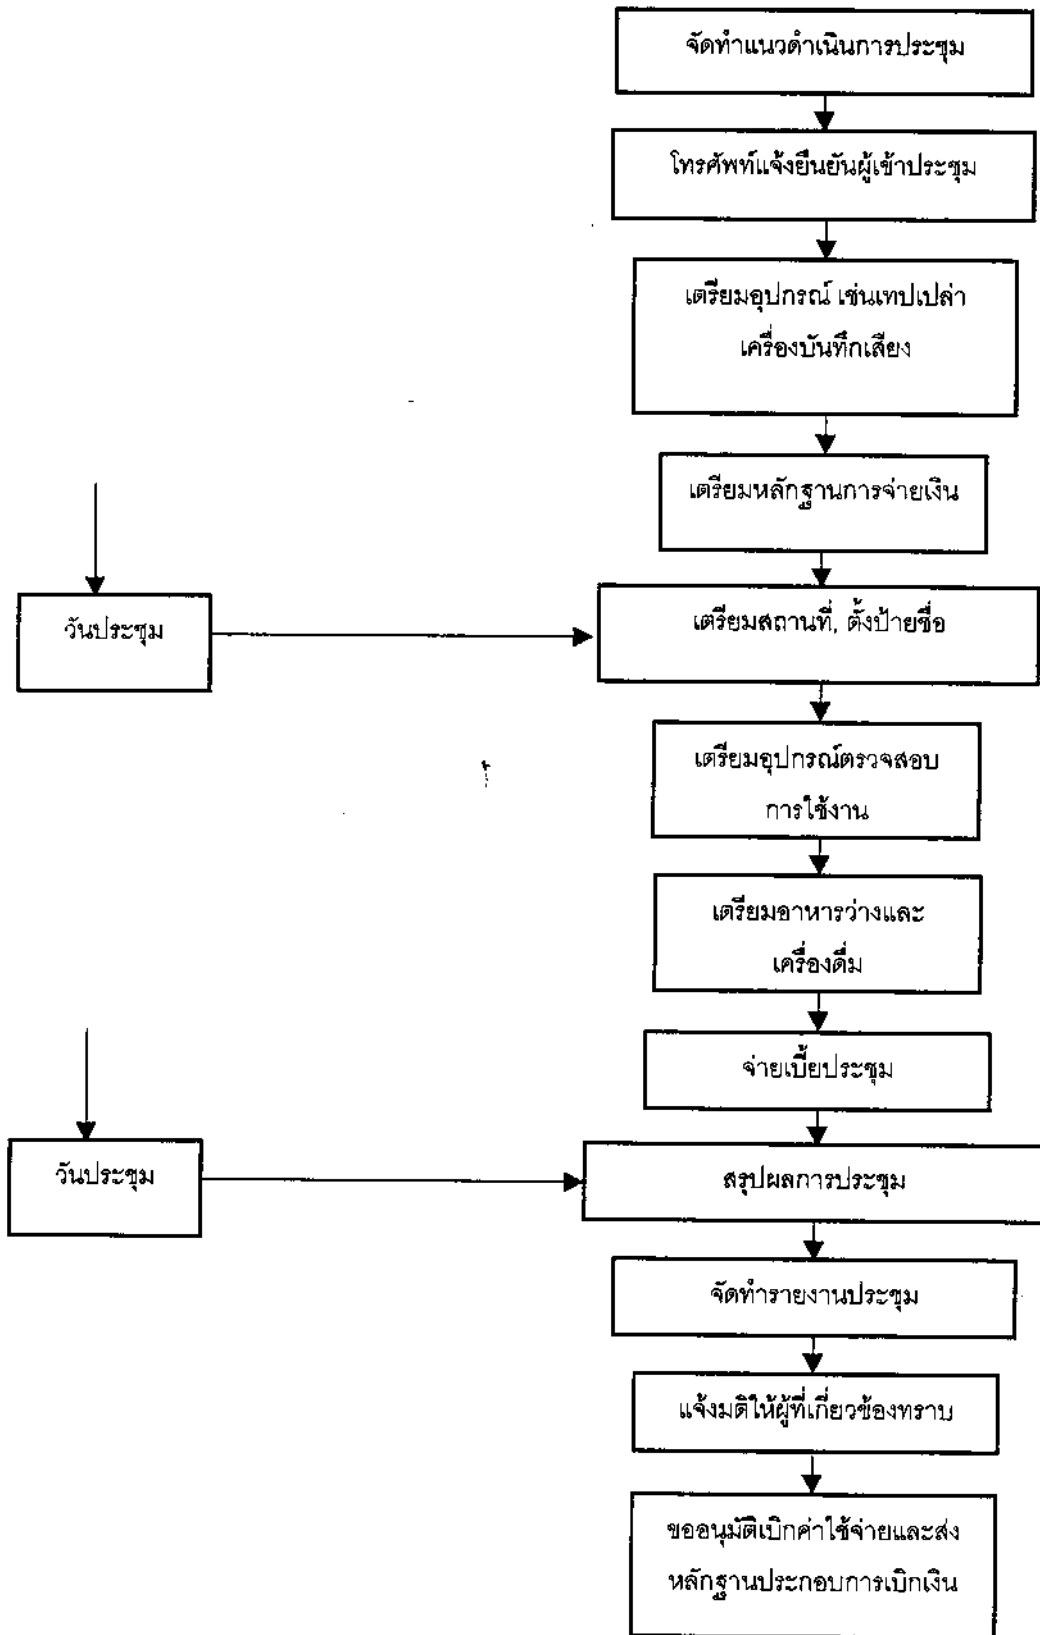 จัดทำแนวดำเนินการประชุม
โทรศัพท์แจ้งยืนยันผู้เข้าประชุม
เตรียมอุปกรณ์ เช่นเทปเปล่า
เครื่องบันทึกเสียง
เตรียมหลักฐานการจ่ายเงิน
วันประชุม
เตรียมสถานที่, ตั้งป้ายชื่อ
เตรียมอุปกรณ์ตรวจสอบ
การใช้งาน
เตรียมอาหารว่างและ
เครื่องดื่ม
จ่ายเบี้ยประชุม
วันประชุม
สรุปผลการประชุม
จัดทำรายงานประชุม
แจ้งมติให้ผู้ที่เกี่ยวข้องทราบ
ขออนุมัติเบิกค่าใช้จ่ายและส่ง
หลักฐานประกอบการเบิกเงิน